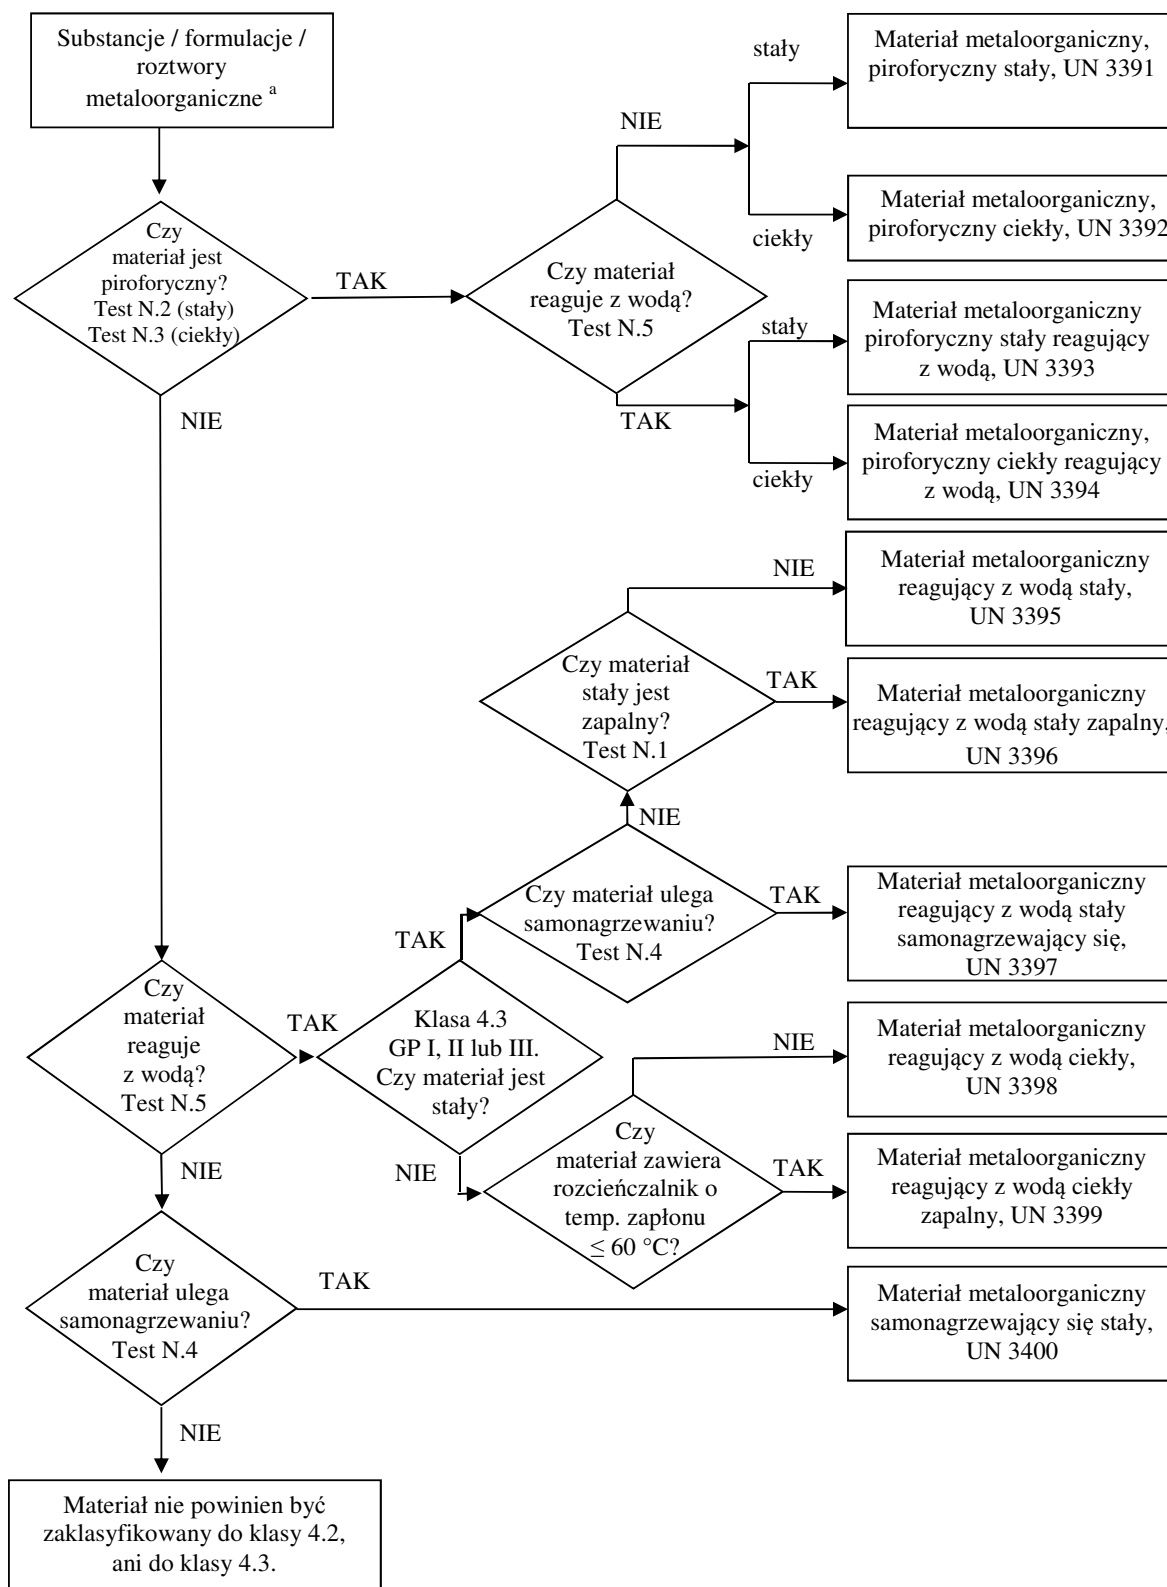 Substancje / formulacje /
roztwory
metaloorganiczne a
Czy
materiał jest
piroforyczny?
Test N.2 (stały)
Test N.3 (ciekły)
TAK
NIE
Czy materiał
reaguje z wodą?
Test N.5
NIE
TAK
stały
ciekły
stały
ciekły
Materiał metaloorganiczny,
piroforyczny stały, UN 3391
Materiał metaloorganiczny,
piroforyczny ciekły, UN 3392
Materiał metaloorganiczny
piroforyczny stały reagujący
z wodą, UN 3393
Materiał metaloorganiczny,
piroforyczny ciekły reagujący
z wodą, UN 3394
NIE
Materiał metaloorganiczny
reagujący z wodą stały,
UN 3395
Czy materiał
stały jest
zapalny?
Test N.1
TAK
Materiał metaloorganiczny
reagujący z wodą stały zapalny,
UN 3396
NIE
Czy materiał ulega
samonagrzewaniu?
Test N.4
TAK
Materiał metaloorganiczny
reagujący z wodą stały
samonagrzewający się,
UN 3397
Czy
materiał
reaguje
z wodą?
Test N.5
TAK
NIE
Klasa 4.3
GP I, II lub III.
Czy materiał jest
stały?
TAK
NIE
Czy
materiał zawiera
rozcieńczalnik o
temp. zapłonu
≤ 60 °C?
NIE
Materiał metaloorganiczny
reagujący z wodą ciekły,
UN 3398
TAK
Materiał metaloorganiczny
reagujący z wodą ciekły
zapalny, UN 3399
Czy
materiał ulega
samonagrzewaniu?
Test N.4
TAK
Materiał metaloorganiczny
samonagrzewający się stały,
UN 3400
NIE
Materiał nie powinien być
zaklasyfikowany do klasy 4.2,
ani do klasy 4.3.